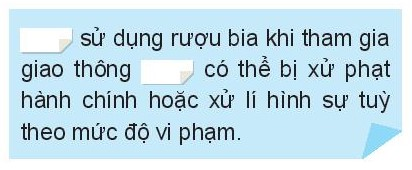 sử dụng rượu bia khi tham gia
giao thông có thể bị xử phạt
hành chính hoặc xử lí hình sự tuỳ
theo mức độ vi phạm.